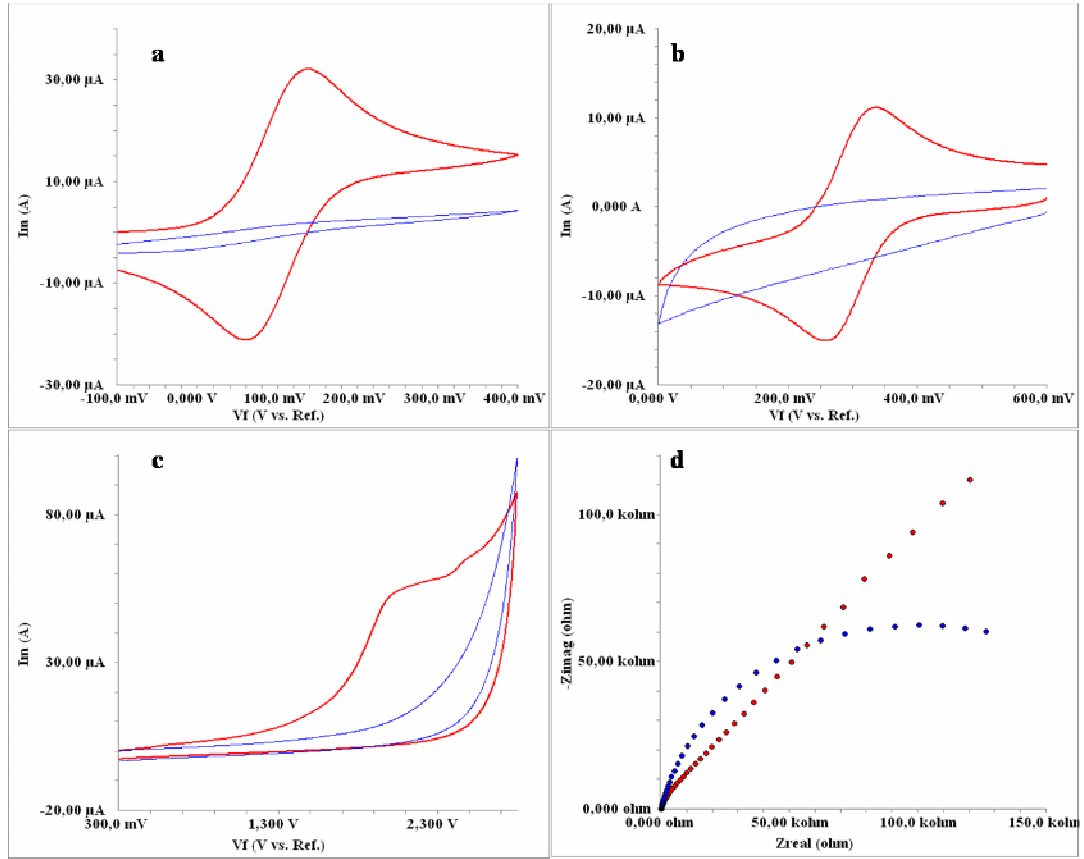 a
30,00 µA
10,00 µA
-10,00 µA
-30,00 µA
Im (A)
-100,0 mV
0,000 V
100,0 mV
200,0 mV
300,0 mV
400,0 mV
Vf (V vs. Ref.)
b
20,00 µA
10,00 µA
0,000 A
-10,00 µA
-20,00 µA
Im (A)
0,000 V
200,0 mV
400,0 mV
600,0 mV
Vf (V vs. Ref.)
c
80,00 µA
30,00 µA
-20,00 µA
Im (A)
300,0 mV
1,300 V
2,300 V
Vf (V vs. Ref.)
d
100,0 kohm
50,00 kohm
0,000 ohm
-Zimag (ohm)
0,000 ohm
50,00 kohm
100,0 kohm
150,0 kohm
Zreal (ohm)